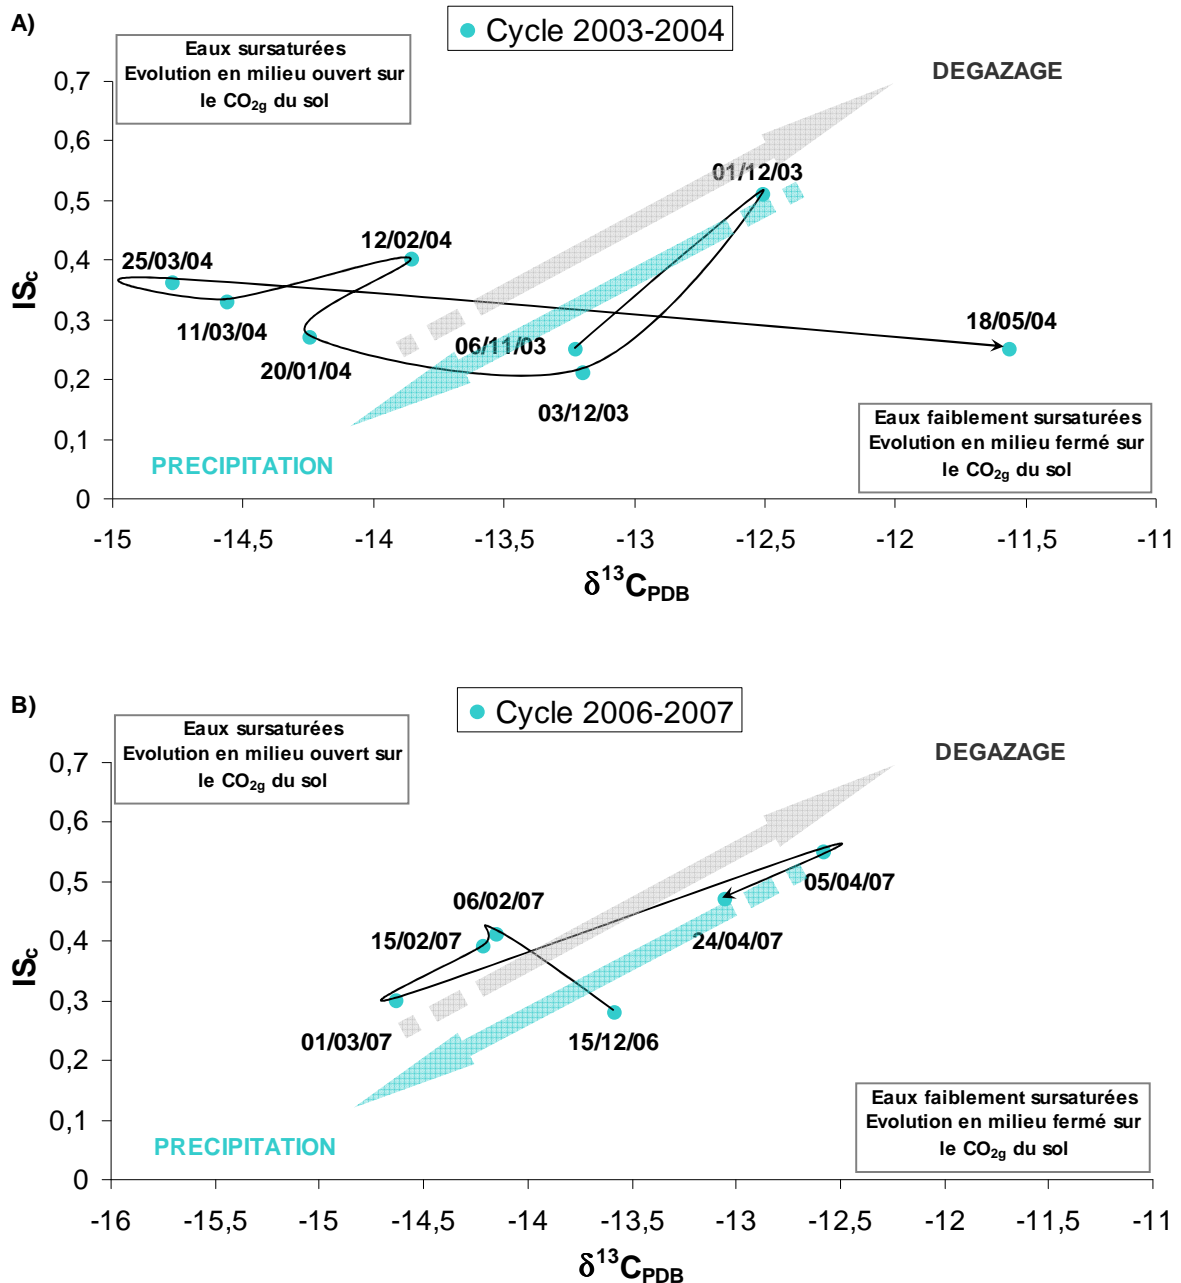 A)
Cycle 2003-2004
Eaux sursaturées
Evolution en milieu ouvert sur
le CO2g du sol
DEGAZAGE
0,7
0,6
0,5
0,4
0,3
0,2
0,1
0
ISc
01/12/03
12/02/04
25/03/04
11/03/04
20/01/04
06/11/03
03/12/03
18/05/04
PRECIPITATION
Eaux faiblement sursaturées
Evolution en milieu fermé sur
le CO2g du sol
-15 -14,5 -14 -13,5 -13 -12,5 -12 -11,5 -11
δ13CPDB
B)
Cycle 2006-2007
Eaux sursaturées
Evolution en milieu ouvert sur
le CO2g du sol
DEGAZAGE
0,7
0,6
0,5
0,4
0,3
0,2
0,1
0
ISc
06/02/07
15/02/07
01/03/07
15/12/06
05/04/07
24/04/07
PRECIPITATION
Eaux faiblement sursaturées
Evolution en milieu fermé sur
le CO2g du sol
-16 -15,5 -15 -14,5 -14 -13,5 -13 -12,5 -12 -11,5 -11
δ13CPDB